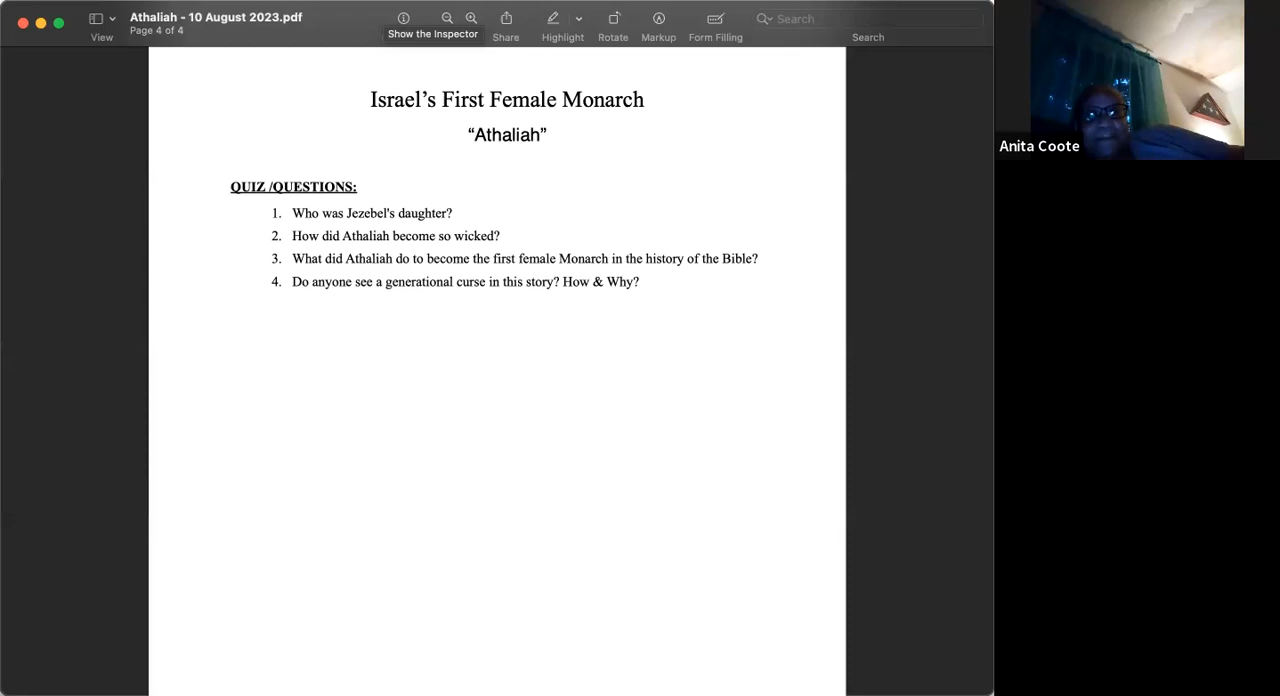 Athaliah - 10 August 2023.pdf
Page 4 of 4
View
Show the Inspector
Share
Highlight
Rotate
Markup
Form Filling
Search
Search
Israel’s First Female Monarch
“Athaliah”
QUIZ /QUESTIONS:
1. Who was Jezebel's daughter?
2. How did Athaliah become so wicked?
3. What did Athaliah do to become the first female Monarch in the history of the Bible?
4. Do anyone see a generational curse in this story? How & Why?
Anita Coote